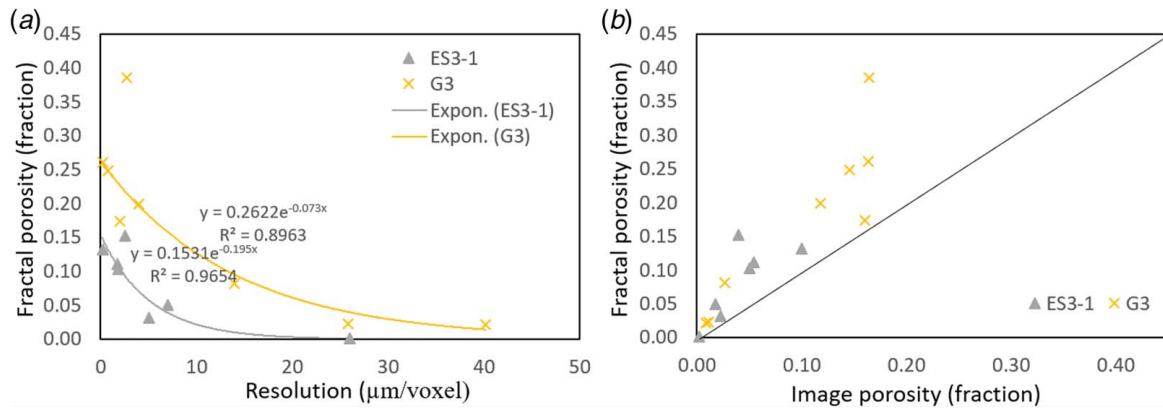 (a)
Fractal porosity (fraction)
0.45
0.40
0.35
0.30
0.25
0.20
0.15
0.10
0.05
0.00
ES3-1
G3
Expon. (ES3-1)
Expon. (G3)
y = 0.2622e^-0.073x
R² = 0.8963
y = 0.1531e^-0.195x
R² = 0.9654
0 10 20 30 40 50
Resolution (µm/voxel)
(b)
Fractal porosity (fraction)
0.45
0.40
0.35
0.30
0.25
0.20
0.15
0.10
0.05
0.00
ES3-1 G3
0.00 0.10 0.20 0.30 0.40
Image porosity (fraction)